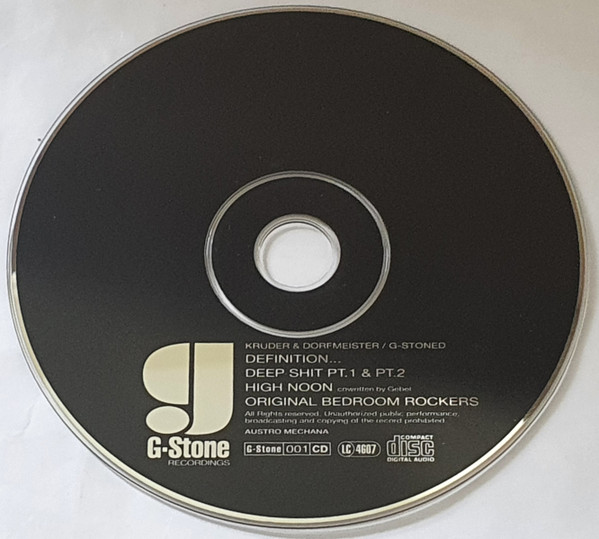 KRUDER & DORFMEISTER / G-STONED
DEFINITION...
DEEP SHIT PT.1 & PT.2
HIGH NOON cowritten by Gebel
ORIGINAL BEDROOM ROCKERS
All Rights reserved. Unauthorized public performance,
broadcasting and copying of the record prohibited.
AUSTRO MECHANA
g
G-Stone
RECORDINGS
G-Stone 001 CD LC 4607 COMPACT disc DIGITAL AUDIO